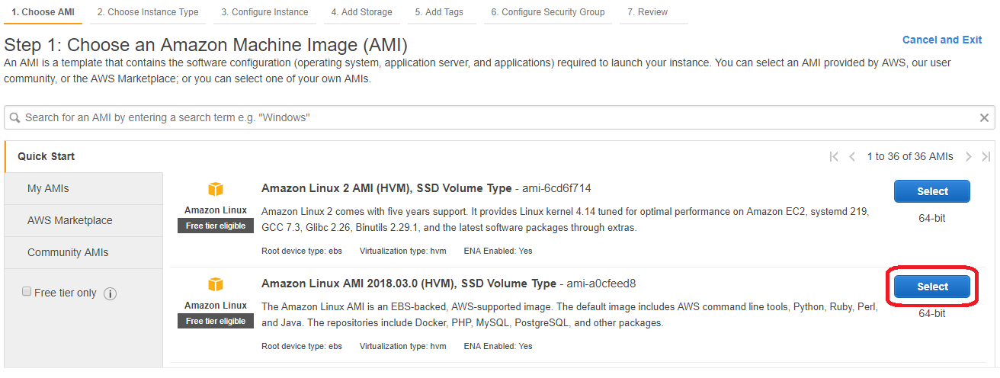 1. Choose AMI 2. Choose Instance Type 3. Configure Instance 4. Add Storage 5. Add Tags 6. Configure Security Group 7. Review
Step 1: Choose an Amazon Machine Image (AMI)
Cancel and Exit
An AMI is a template that contains the software configuration (operating system, application server, and applications) required to launch your instance. You can select an AMI provided by AWS, our user
community, or the AWS Marketplace; or you can select one of your own AMIs.
Search for an AMI by entering a search term e.g. "Windows"
Quick Start
1 to 36 of 36 AMIs
My AMIs
AWS Marketplace
Community AMIs
Free tier only
Amazon Linux
Free tier eligible
Amazon Linux 2 AMI (HVM), SSD Volume Type - ami-6cd6f714
Amazon Linux 2 comes with five years support. It provides Linux kernel 4.14 tuned for optimal performance on Amazon EC2, systemd 219,
GCC 7.3, Glibc 2.26, Binutils 2.29.1, and the latest software packages through extras.
Root device type: ebs Virtualization type: hvm ENA Enabled: Yes
Select
64-bit
Amazon Linux
Free tier eligible
Amazon Linux AMI 2018.03.0 (HVM), SSD Volume Type - ami-a0cfeed8
The Amazon Linux AMI is an EBS-backed, AWS-supported image. The default image includes AWS command line tools, Python, Ruby, Perl,
and Java. The repositories include Docker, PHP, MySQL, PostgreSQL, and other packages.
Root device type: ebs Virtualization type: hvm ENA Enabled: Yes
Select
64-bit